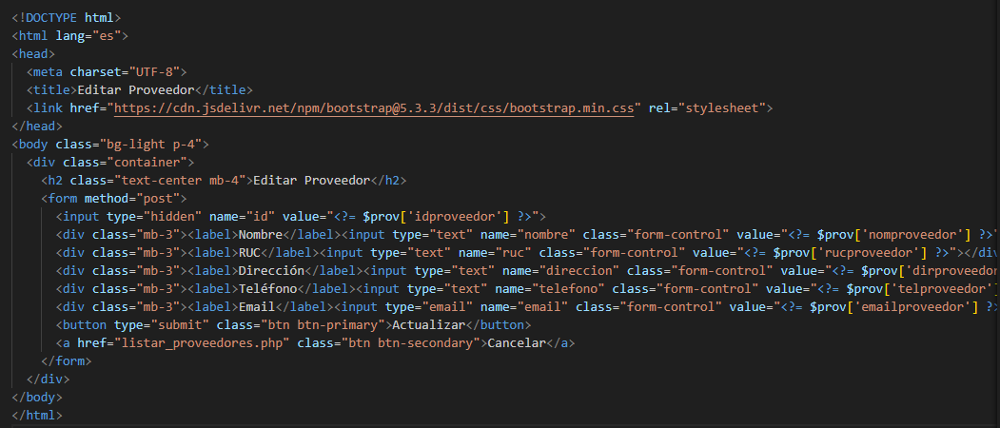 <!DOCTYPE html>
<html lang="es">
<head>
  <meta charset="UTF-8">
  <title>Editar Proveedor</title>
  <link href="https://cdn.jsdelivr.net/npm/bootstrap@5.3.3/dist/css/bootstrap.min.css" rel="stylesheet">
</head>
<body class="bg-light p-4">
  <div class="container">
    <h2 class="text-center mb-4">Editar Proveedor</h2>
    <form method="post">
      <input type="hidden" name="id" value="<?= $prov['idproveedor'] ?>">
      <div class="mb-3"><label>Nombre</label><input type="text" name="nombre" class="form-control" value="<?= $prov['nomproveedor'] ?>"
      <div class="mb-3"><label>RUC</label><input type="text" name="ruc" class="form-control" value="<?= $prov['rucproveedor'] ?>"></div
      <div class="mb-3"><label>Dirección</label><input type="text" name="direccion" class="form-control" value="<?= $prov['dirproveedor
      <div class="mb-3"><label>Teléfono</label><input type="text" name="telefono" class="form-control" value="<?= $prov['telproveedor']
      <div class="mb-3"><label>Email</label><input type="email" name="email" class="form-control" value="<?= $prov['emailproveedor'] ?>
      <button type="submit" class="btn btn-primary">Actualizar</button>
      <a href="listar_proveedores.php" class="btn btn-secondary">Cancelar</a>
    </form>
  </div>
</body>
</html>